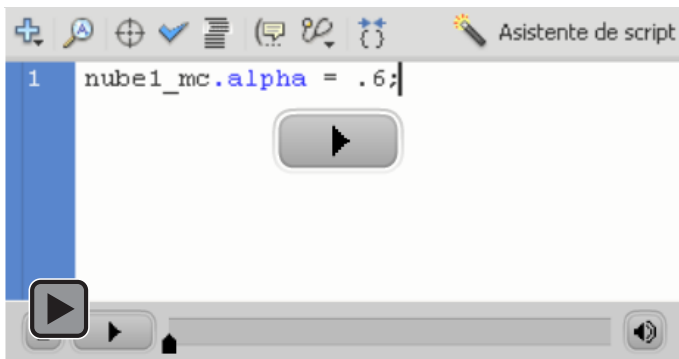 Asistente de script
1 nube1_mc.alpha = .6;